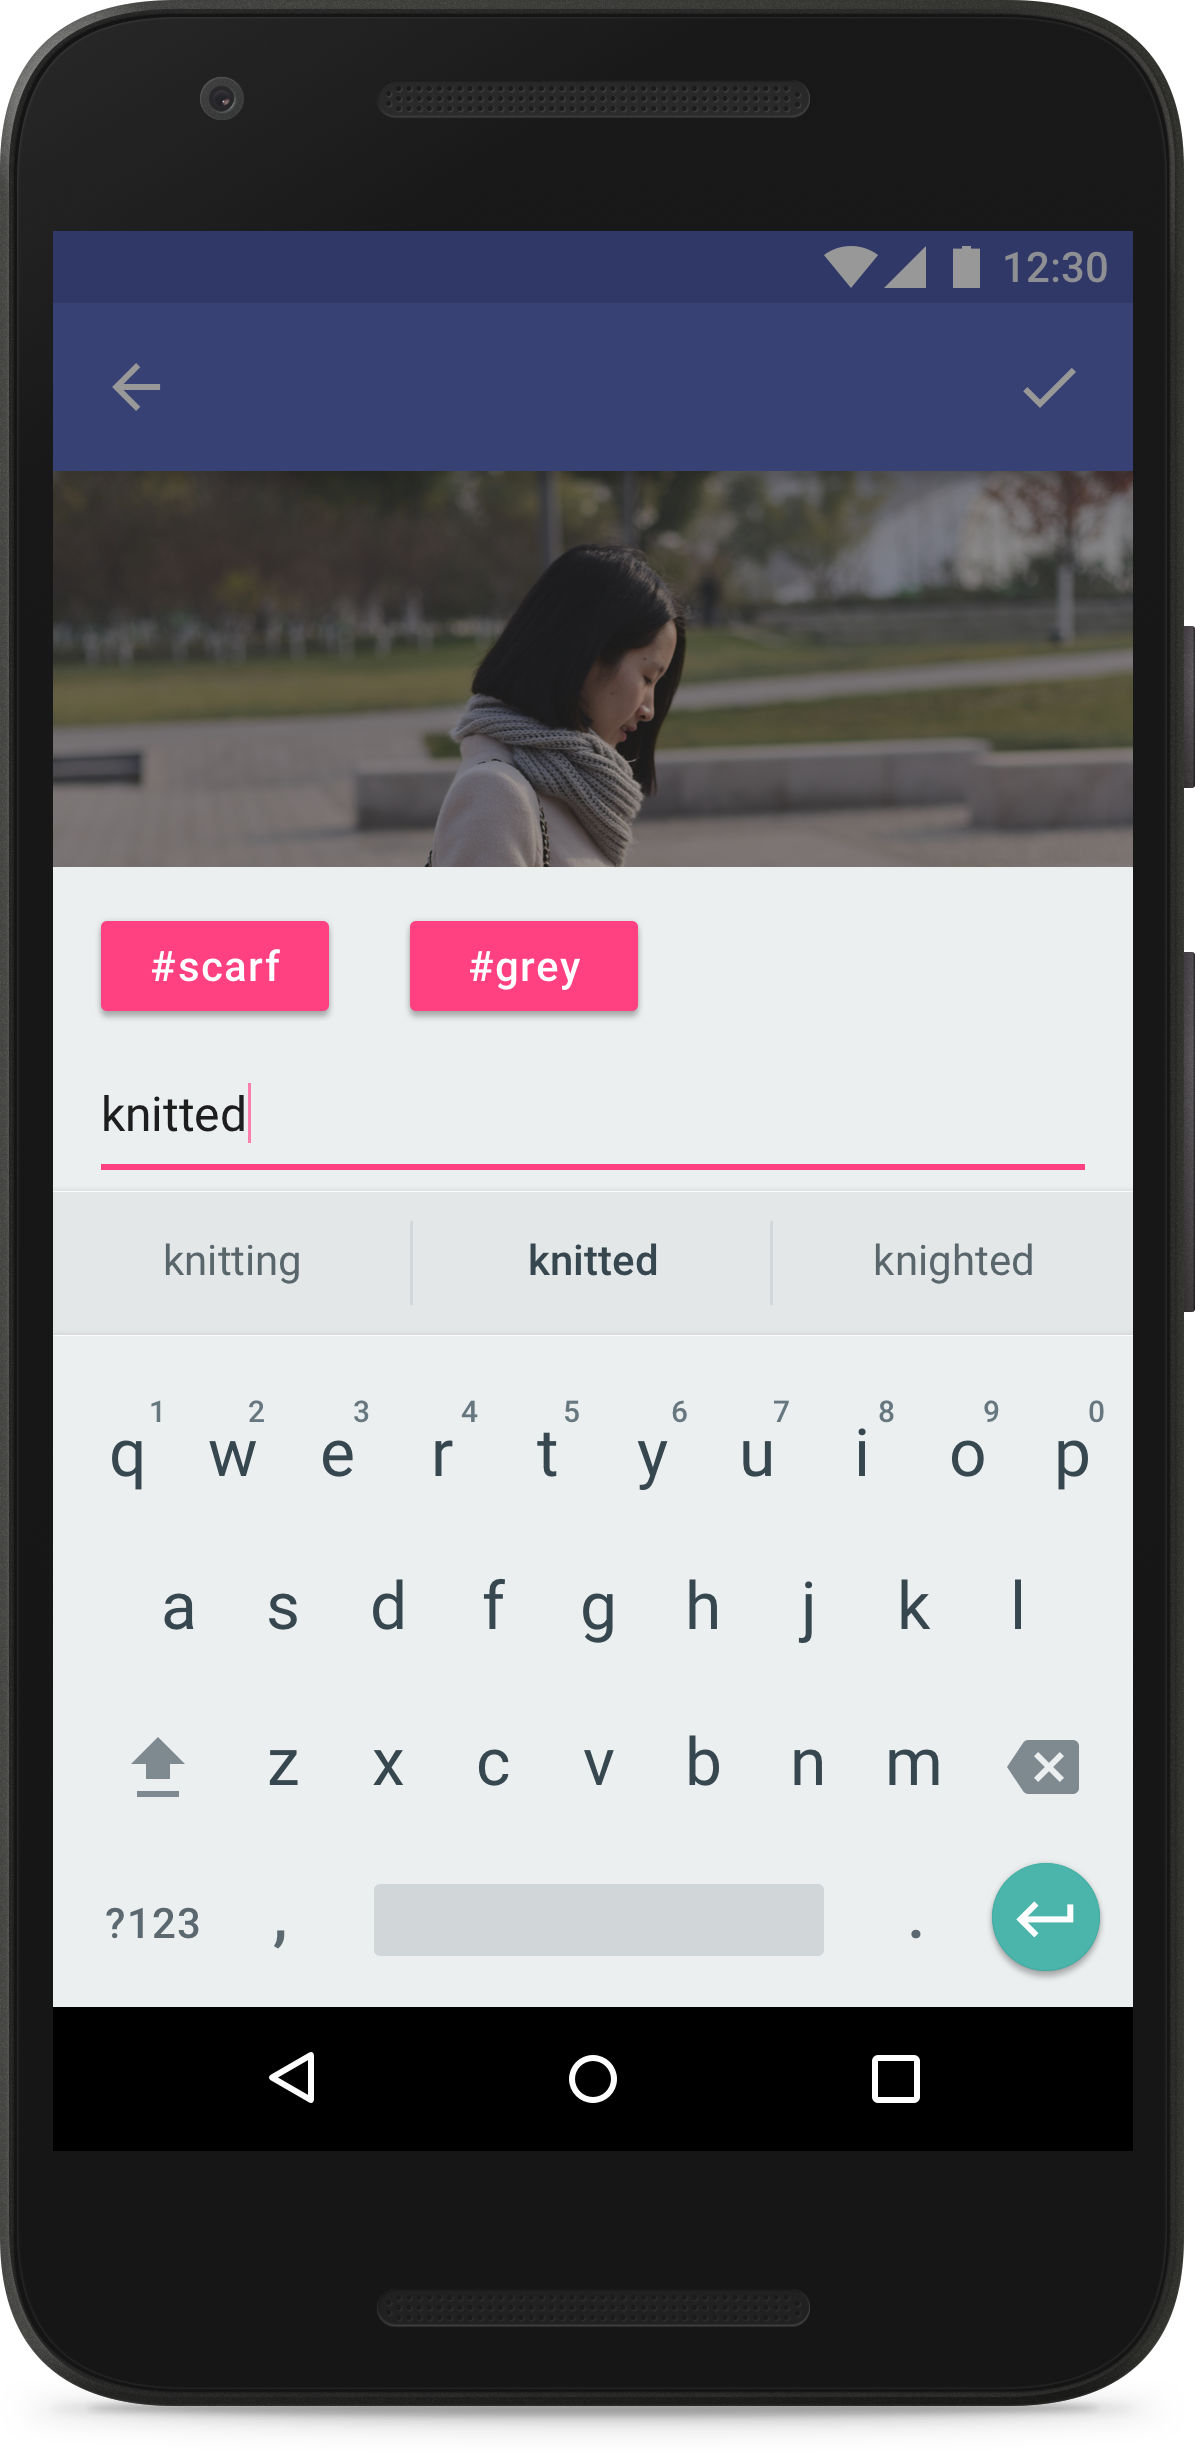 12:30
#scarf #grey
knitted
knitting knitted knighted
1 2 3 4 5 6 7 8 9 0
q w e r t y u i o p
a s d f g h j k l
z x c v b n m
?123 , .